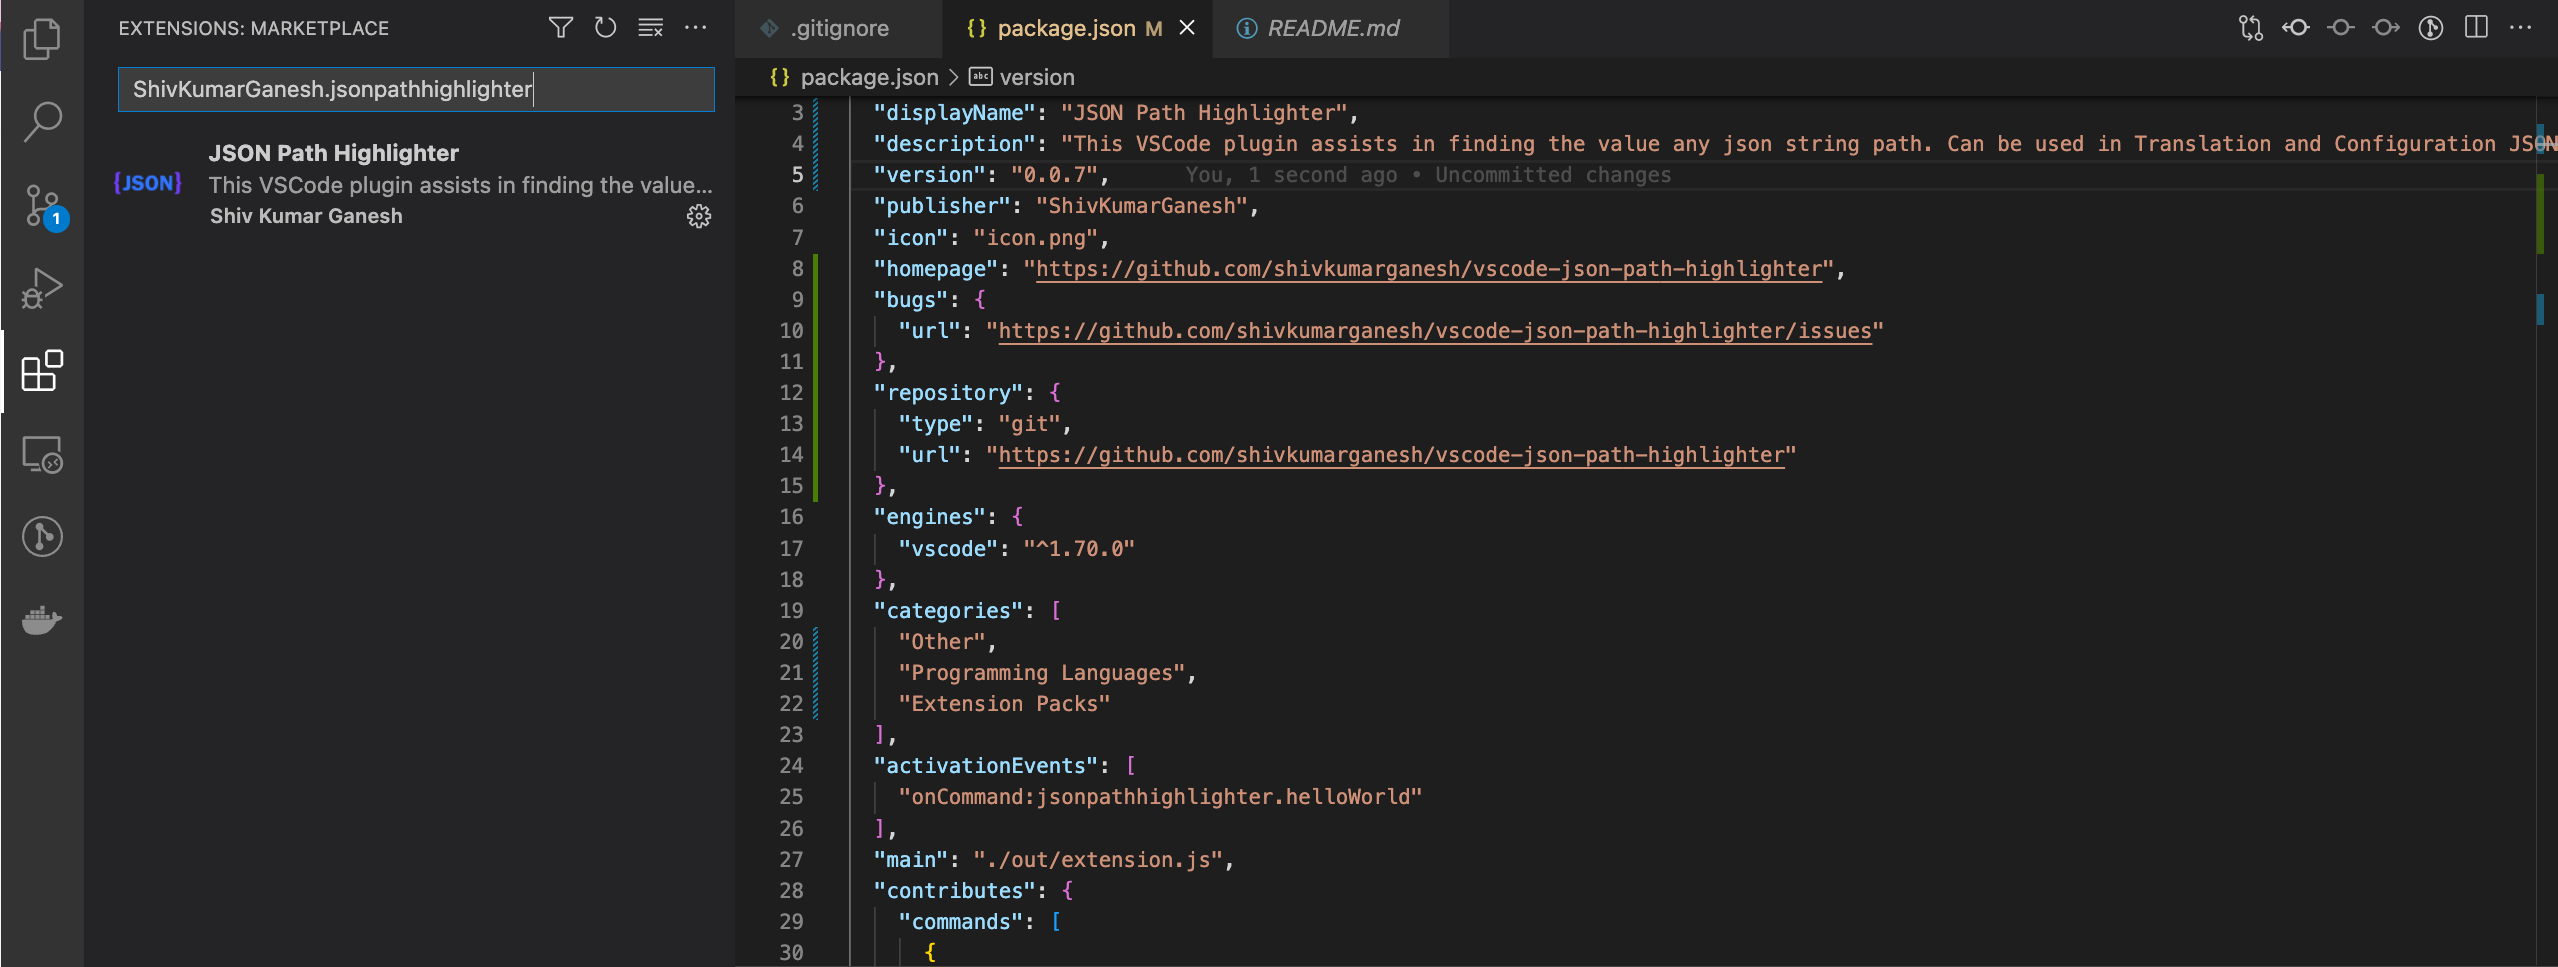 EXTENSIONS: MARKETPLACE
ShivKumarGanesh.jsonpathhighlighter
{JSON}
JSON Path Highlighter
This VSCode plugin assists in finding the value...
Shiv Kumar Ganesh
1
.gitignore
{} package.json M
README.md
{} package.json > abc version
3 "displayName": "JSON Path Highlighter",
4 "description": "This VSCode plugin assists in finding the value any json string path. Can be used in Translation and Configuration JSON
5 "version": "0.0.7", You, 1 second ago • Uncommitted changes
6 "publisher": "ShivKumarGanesh",
7 "icon": "icon.png",
8 "homepage": "https://github.com/shivkumarganesh/vscode-json-path-highlighter",
9 "bugs": {
10 "url": "https://github.com/shivkumarganesh/vscode-json-path-highlighter/issues"
11 },
12 "repository": {
13 "type": "git",
14 "url": "https://github.com/shivkumarganesh/vscode-json-path-highlighter"
15 },
16 "engines": {
17 "vscode": "^1.70.0"
18 },
19 "categories": [
20 "Other",
21 "Programming Languages",
22 "Extension Packs"
23 ],
24 "activationEvents": [
25 "onCommand:jsonpathhighlighter.helloWorld"
26 ],
27 "main": "./out/extension.js",
28 "contributes": {
29 "commands": [
30 {